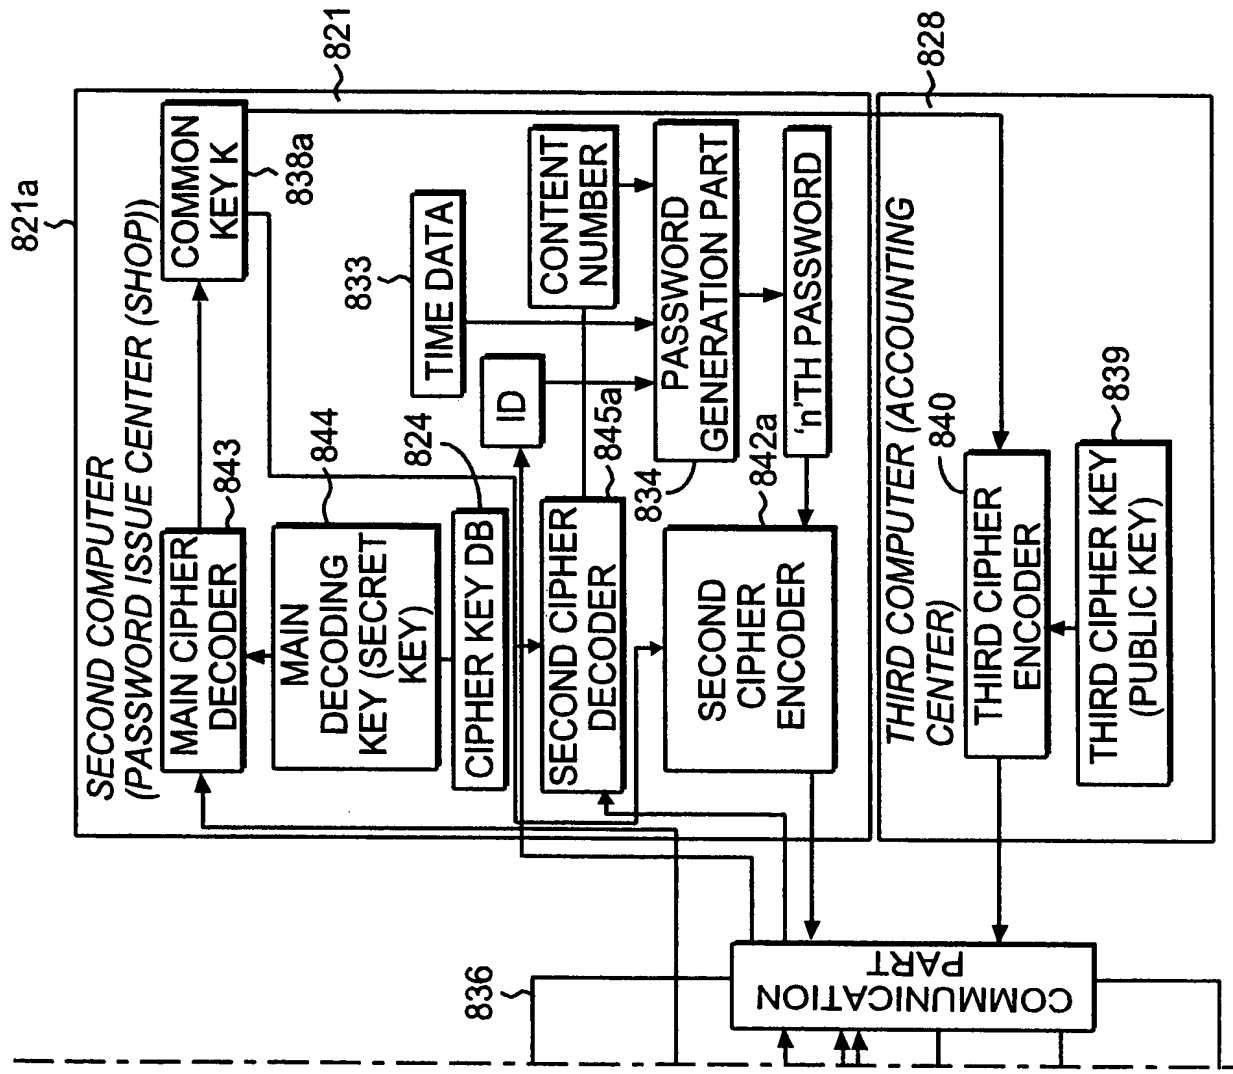 821a
SECOND COMPUTER
(PASSWORD ISSUE CENTER (SHOP))
821
MAIN CIPHER
DECODER
843
COMMON
KEY K
838a
MAIN
DECODING
KEY (SECRET
KEY)
844
CIPHER KEY DB
824
ID
TIME DATA
833
CONTENT
NUMBER
SECOND CIPHER
DECODER
845a
PASSWORD
GENERATION PART
834
SECOND
CIPHER
ENCODER
842a
'n'TH PASSWORD
THIRD COMPUTER (ACCOUNTING
CENTER)
828
THIRD CIPHER
ENCODER
840
THIRD CIPHER KEY
(PUBLIC KEY)
839
836
COMMUNICATION
PART